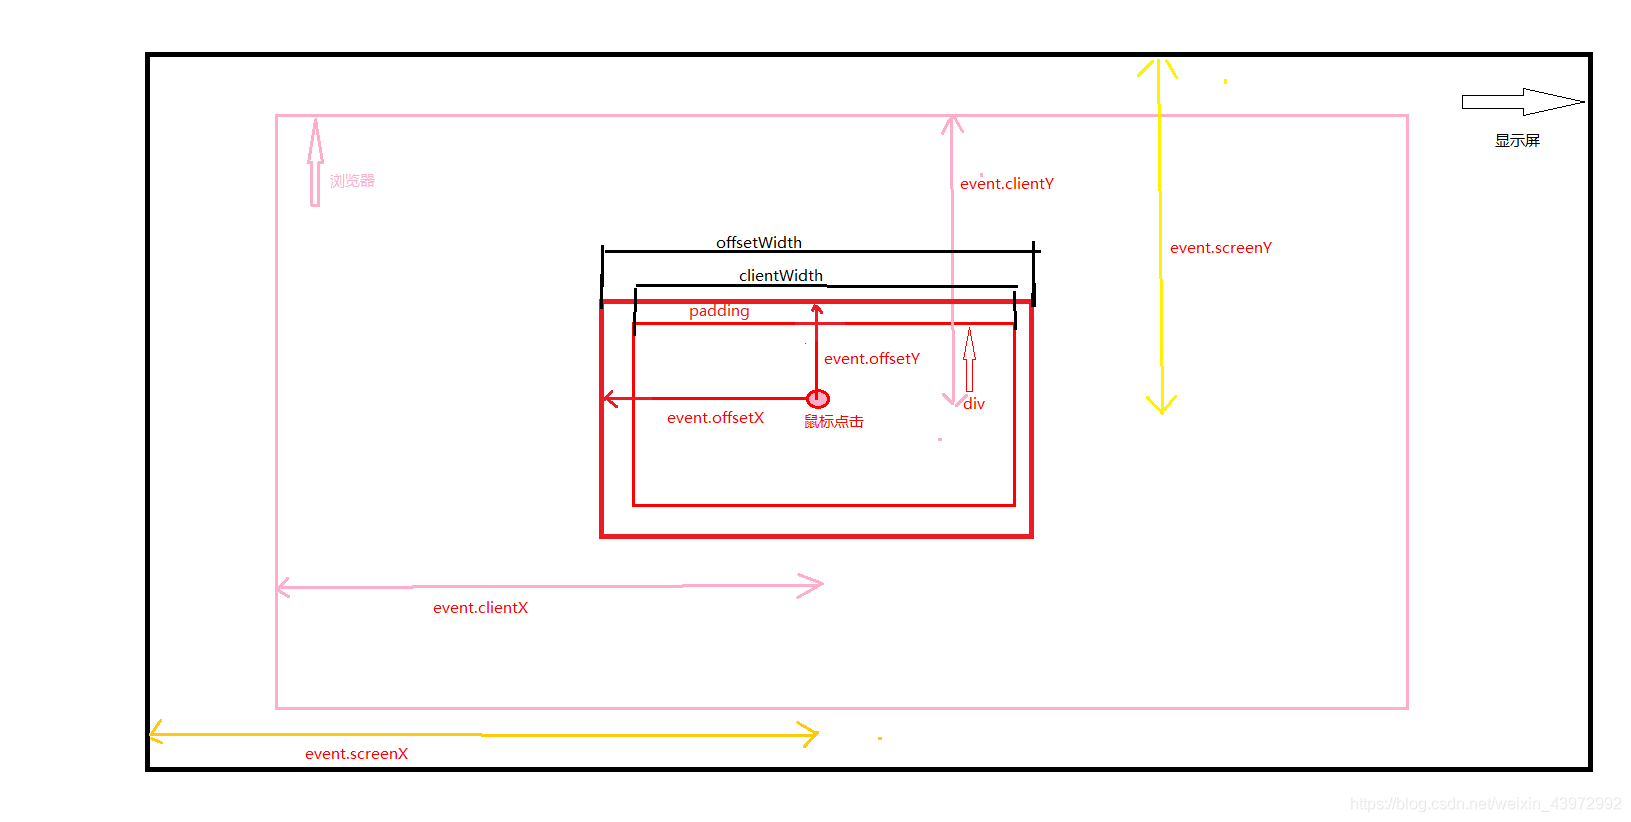 显示屏
浏览器
event.clientY
offsetWidth
event.screenY
clientWidth
padding
event.offsetY
div
event.offsetX
鼠标点击
event.clientX
event.screenX
https://blog.csdn.net/weixin_43972992